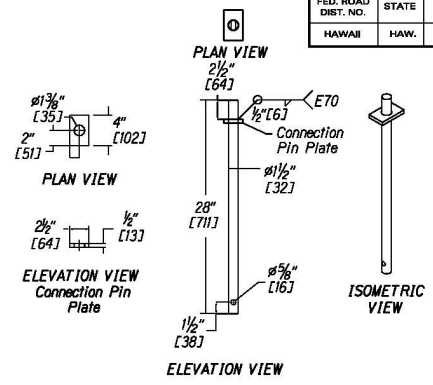 FED. ROAD DIST. NO.
STATE
HAWAII
HAW.
PLAN VIEW
2½"
[64]
½"[6]
E70
Connection
Pin Plate
ø1⅜"
[35]
4"
[102]
2"
[51]
PLAN VIEW
ø1½"
[32]
28"
[711]
2½"
[64]
½"
[13]
ELEVATION VIEW
Connection Pin
Plate
ø⅝"
[16]
1½"
[38]
ISOMETRIC
VIEW
ELEVATION VIEW